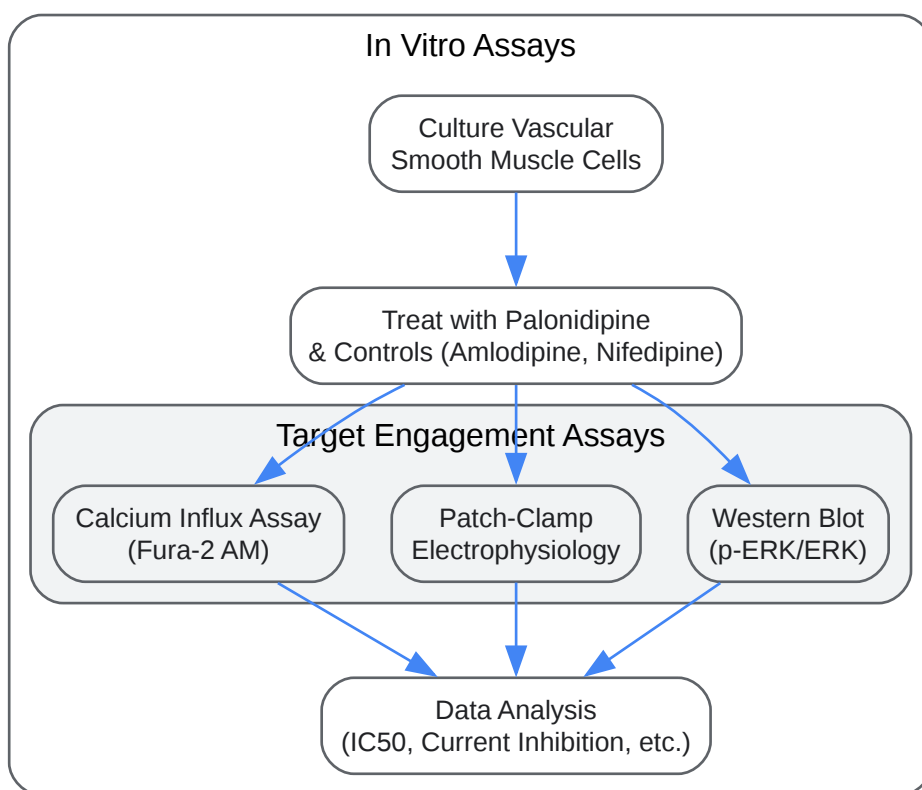 In Vitro Assays
Culture Vascular
Smooth Muscle Cells
Treat with Palonidipine
& Controls (Amlodipine, Nifedipine)
Target Engagement Assays
Calcium Influx Assay
(Fura-2 AM)
Patch-Clamp
Electrophysiology
Western Blot
(p-ERK/ERK)
Data Analysis
(IC50, Current Inhibition, etc.)